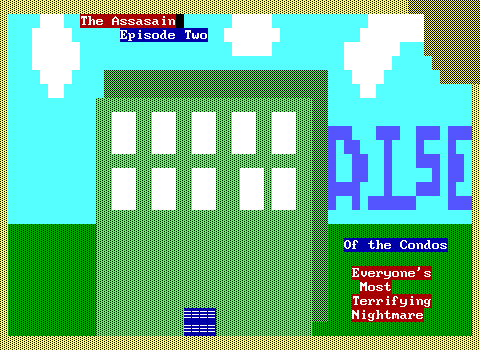 The Assasain
Episode Two
RISE
Of the Condos
Everyone's
Most
Terrifying
Nightmare